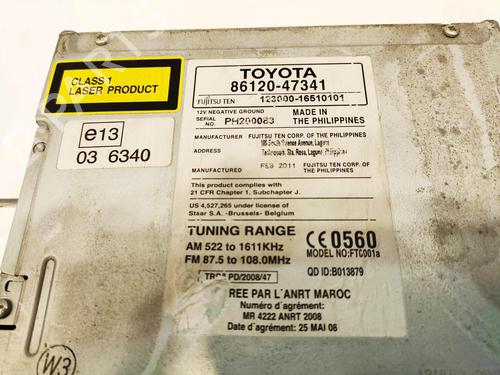 CLASS 1
LASER PRODUCT
e13
03 6340
TOYOTA
86120-47341
FUJITSU TEN 123000-16510101
12V NEGATIVE GROUND
SERIAL NO. PH200083
MADE IN THE PHILIPPINES
MANUFACTURER FUJITSU TEN CORP. OF THE PHILIPPINES
ADDRESS
MANUFACTURED FEB 2011 FUJITSU TEN CORP. OF THE PHILIPPINES
This product complies with
21 CFR Chapter 1. Subchapter J.
US 4,527,265 under license of
Staar S.A. -Brussels- Belgium
TUNING RANGE
AM 522 to 1611KHz
FM 87.5 to 108.0MHz
CE0560
MODEL NO:FTC001a
QD ID:B013879
TRC PD/2008/47
REE PAR L'ANRT MAROC
Numéro d'agrément:
MR 4222 ANRT 2008
Date d'agrément: 25 MAI 08
W3